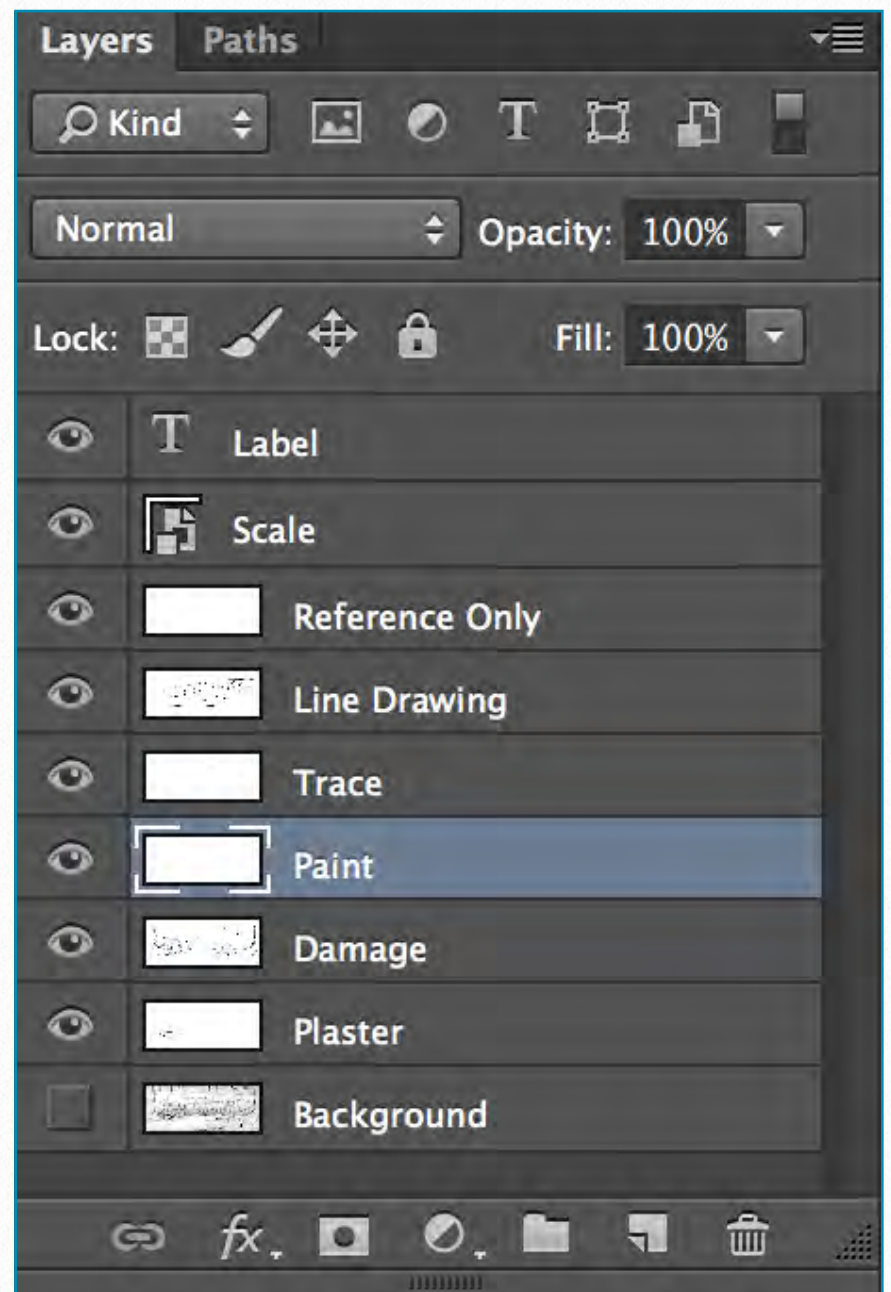 Layers Paths
Kind T
Normal Opacity: 100%
Lock: Fill: 100%
T Label
Scale
Reference Only
Line Drawing
Trace
Paint
Damage
Plaster
Background
fx